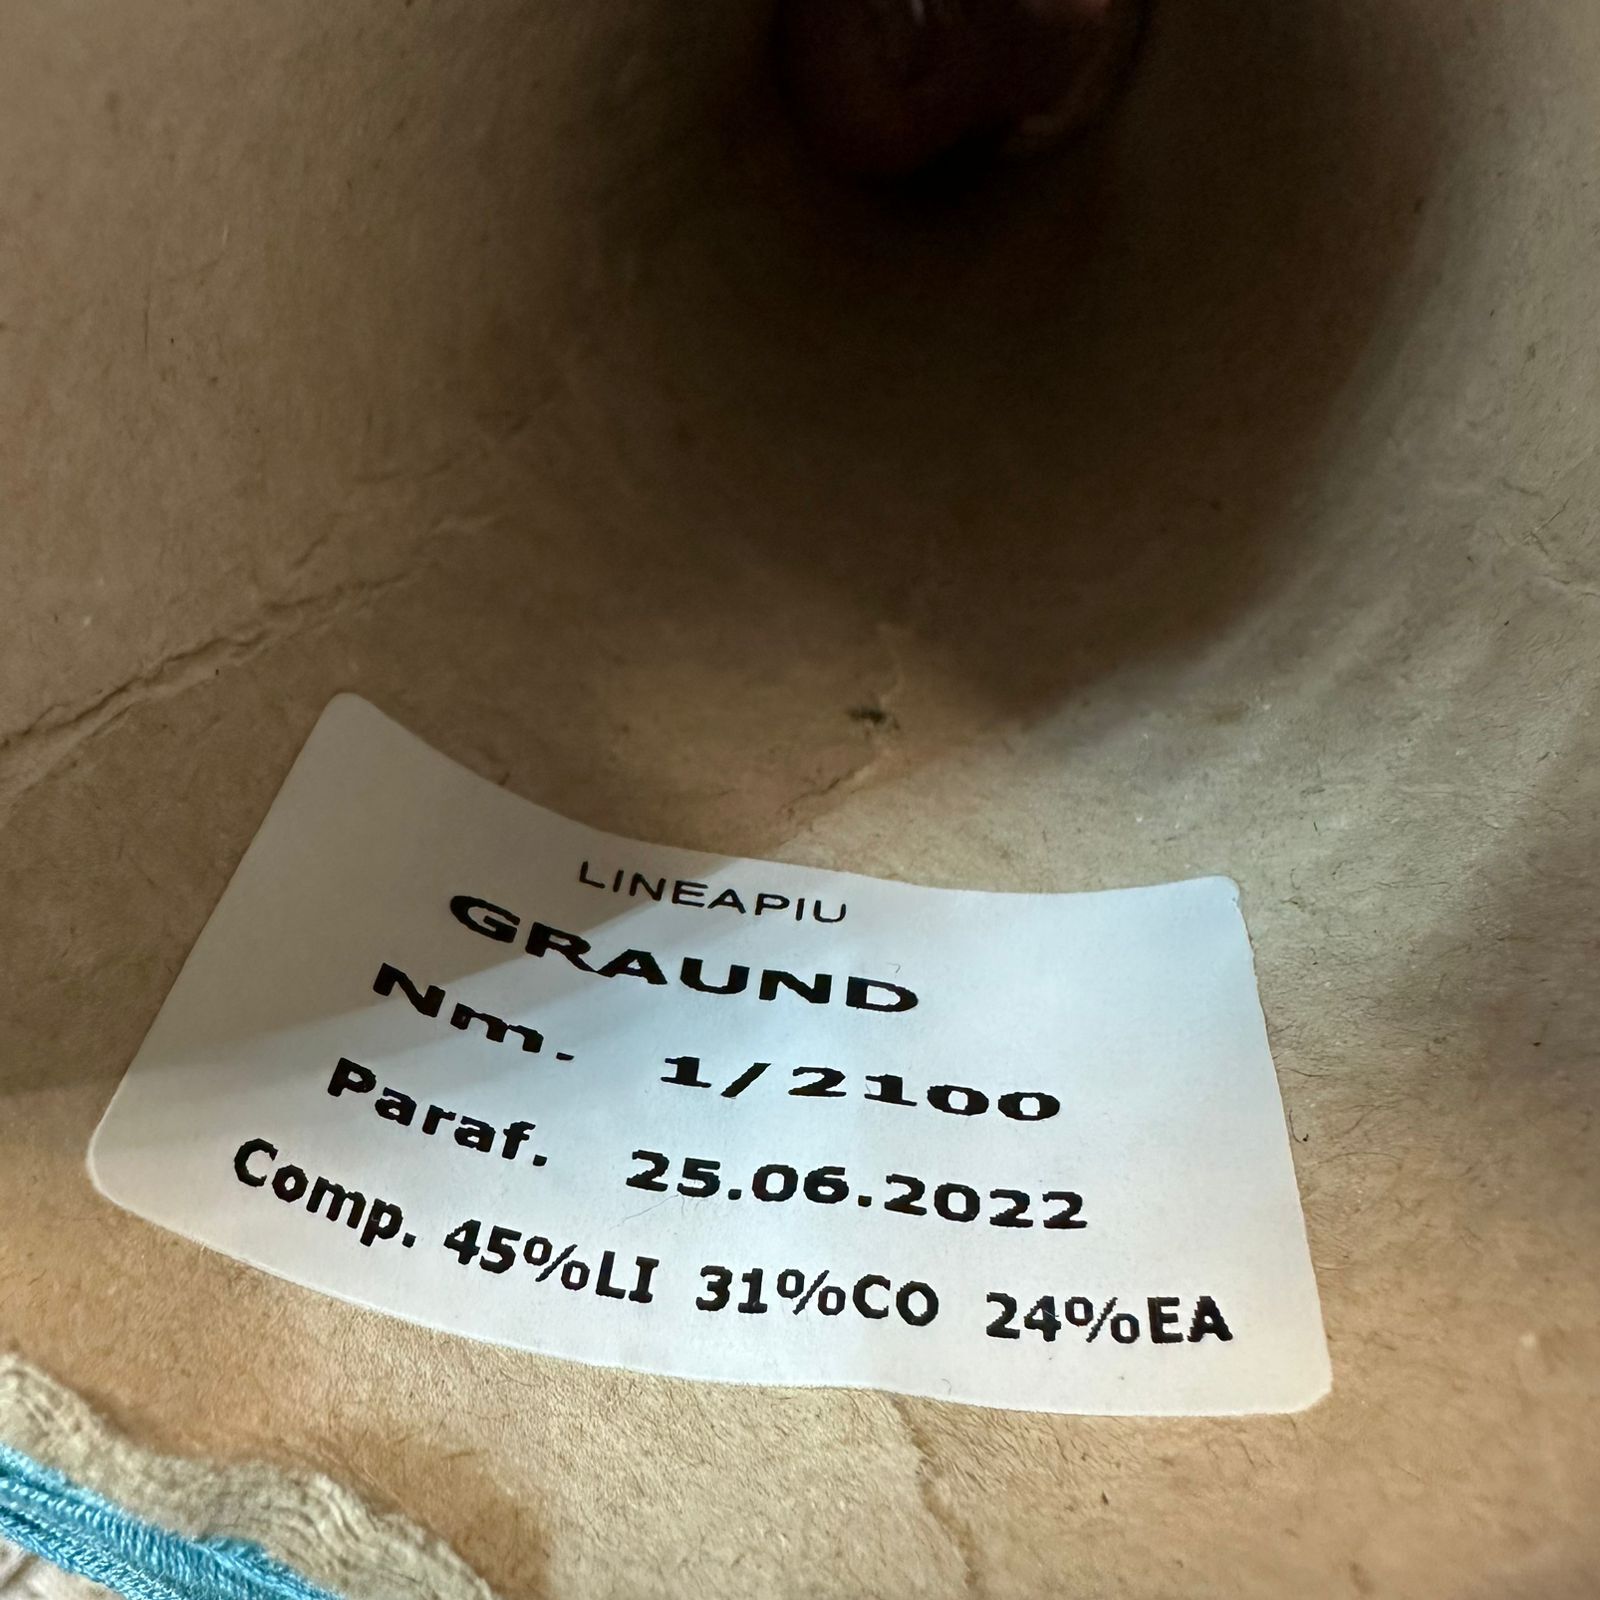 LINEAPIU
GRAUND
Nm. 1/2100
Paraf. 25.06.2022
Comp. 45%LI 31%CO 24%EA